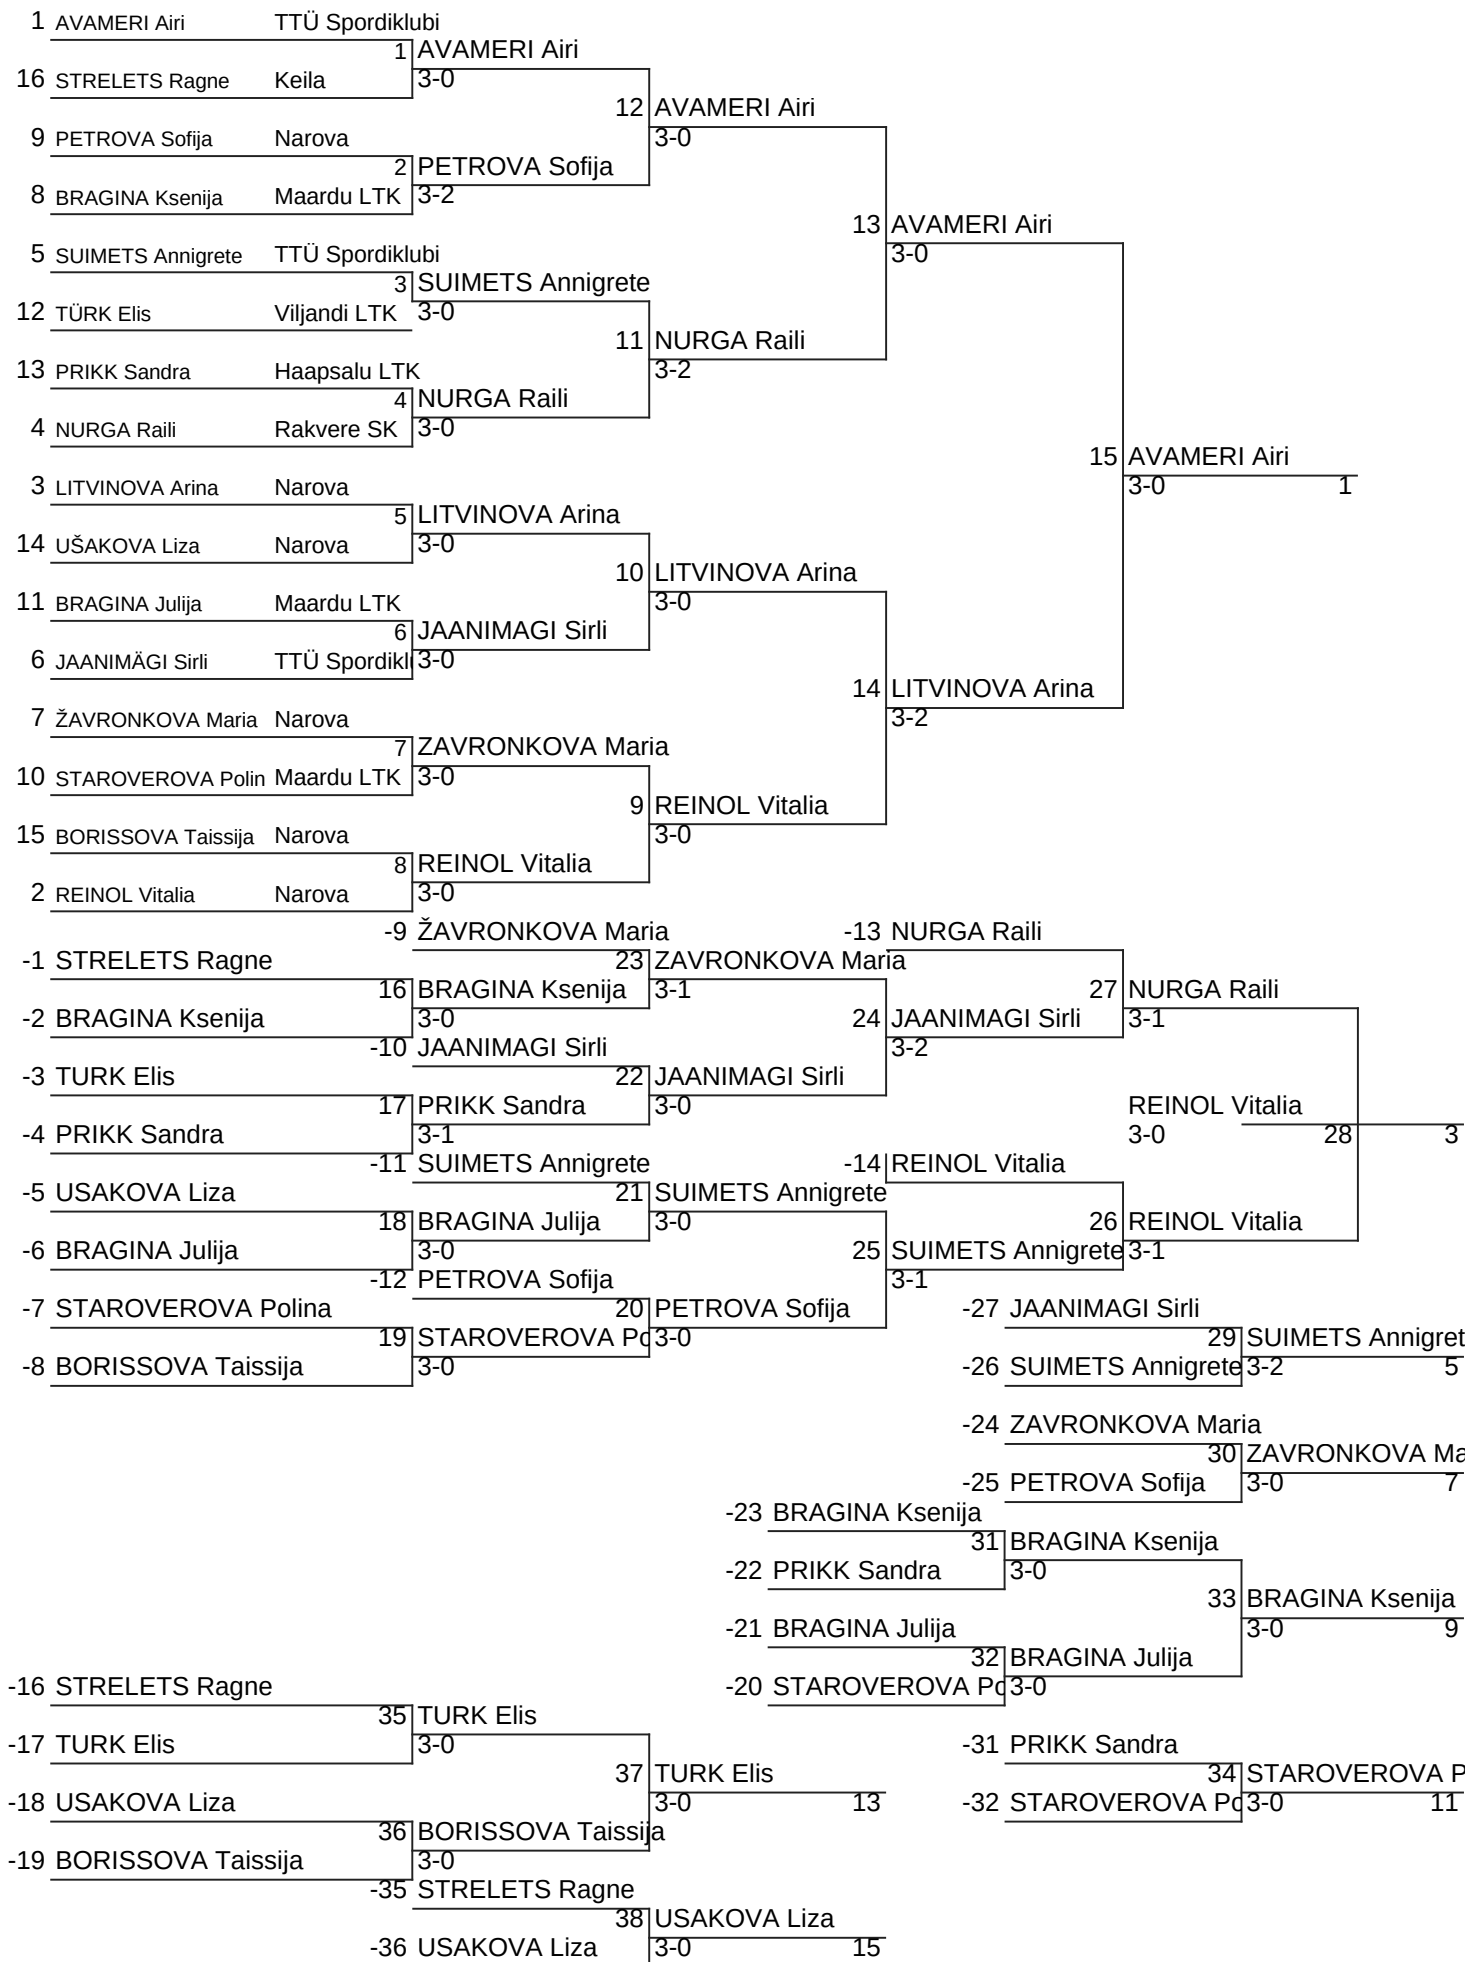 1 AVAMERI Airi TTÜ Spordiklubi
1 AVAMERI Airi
16 STRELETS Ragne Keila 3-0
12 AVAMERI Airi
9 PETROVA Sofija Narova 3-0
2 PETROVA Sofija
8 BRAGINA Ksenija Maardu LTK 3-2
13 AVAMERI Airi
5 SUIMETS Annigrete TTÜ Spordiklubi 3-0
3 SUIMETS Annigrete
12 TÜRK Elis Viljandi LTK 3-0
11 NURGA Raili
13 PRIKK Sandra Haapsalu LTK 3-2
4 NURGA Raili
4 NURGA Raili Rakvere SK 3-0
15 AVAMERI Airi
3 LITVINOVA Arina Narova 3-0 1
5 LITVINOVA Arina
14 UŠAKOVA Liza Narova 3-0
10 LITVINOVA Arina
11 BRAGINA Julija Maardu LTK 3-0
6 JAANIMAGI Sirli
6 JAANIMÄGI Sirli TTÜ Spordikl 3-0
14 LITVINOVA Arina
7 ŽAVRONKOVA Maria Narova 3-2
7 ZAVRONKOVA Maria
10 STAROVEROVA Polin Maardu LTK 3-0
9 REINOL Vitalia
15 BORISSOVA Taissija Narova 3-0
8 REINOL Vitalia
2 REINOL Vitalia Narova 3-0
-9 ŽAVRONKOVA Maria -13 NURGA Raili
-1 STRELETS Ragne 23 ZAVRONKOVA Maria
16 BRAGINA Ksenija 3-1 27 NURGA Raili
-2 BRAGINA Ksenija 3-0 24 JAANIMAGI Sirli 3-1
-10 JAANIMAGI Sirli 3-2
-3 TURK Elis 22 JAANIMAGI Sirli
17 PRIKK Sandra 3-0 REINOL Vitalia
-4 PRIKK Sandra 3-1 3-0 28 3
-11 SUIMETS Annigrete -14 REINOL Vitalia
-5 USAKOVA Liza 21 SUIMETS Annigrete
18 BRAGINA Julija 3-0 26 REINOL Vitalia
-6 BRAGINA Julija 3-0 25 SUIMETS Annigrete 3-1
-12 PETROVA Sofija 3-1
-7 STAROVEROVA Polina 20 PETROVA Sofija -27 JAANIMAGI Sirli
19 STAROVEROVA Po 3-0 29 SUIMETS Annigret
-8 BORISSOVA Taissija 3-0 -26 SUIMETS Annigrete 3-2 5
-24 ZAVRONKOVA Maria
30 ZAVRONKOVA Ma
-25 PETROVA Sofija 3-0 7
-23 BRAGINA Ksenija
31 BRAGINA Ksenija
-22 PRIKK Sandra 3-0
33 BRAGINA Ksenija
-21 BRAGINA Julija 3-0 9
32 BRAGINA Julija
-16 STRELETS Ragne -20 STAROVEROVA Po 3-0
35 TURK Elis
-17 TURK Elis 3-0 -31 PRIKK Sandra
37 TURK Elis 34 STAROVEROVA P
-18 USAKOVA Liza 3-0 13 -32 STAROVEROVA Po 3-0 11
36 BORISSOVA Taissija
-19 BORISSOVA Taissija 3-0
-35 STRELETS Ragne
38 USAKOVA Liza
-36 USAKOVA Liza 3-0 15